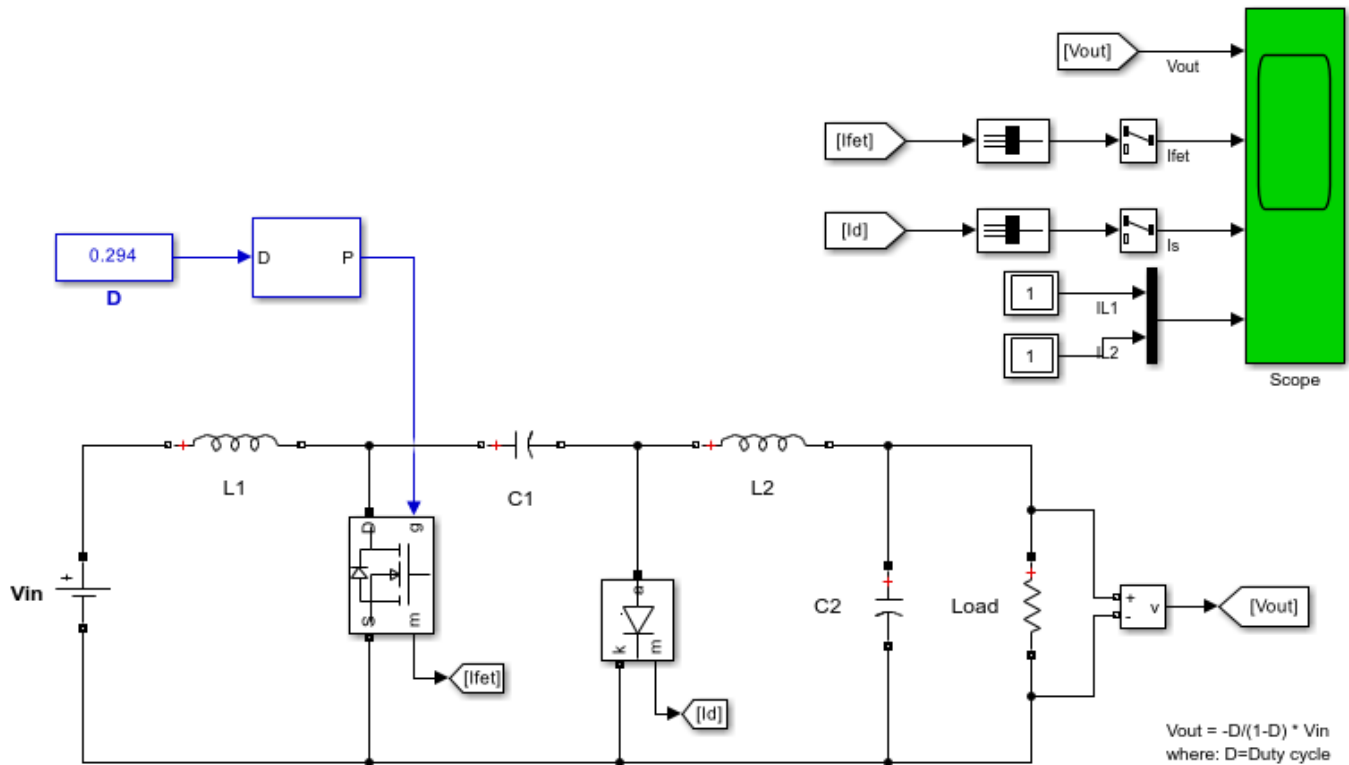 [Vout]
Vout
[Ifet]
Ifet
[Id]
Is
0.294
D
P
D
1
IL1
1
IL2
Scope
L1
C1
L2
D
g
S
m
Vin
+
a
k
m
C2
Load
+
-
v
[Vout]
[Ifet]
[Id]
Vout = -D/(1-D) * Vin
where: D=Duty cycle